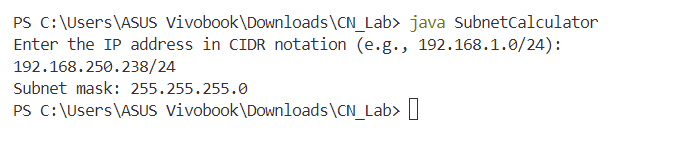 PS C:\Users\ASUS Vivobook\Downloads\CN_Lab> java SubnetCalculator
Enter the IP address in CIDR notation (e.g., 192.168.1.0/24):
192.168.250.238/24
Subnet mask: 255.255.255.0
PS C:\Users\ASUS Vivobook\Downloads\CN_Lab>